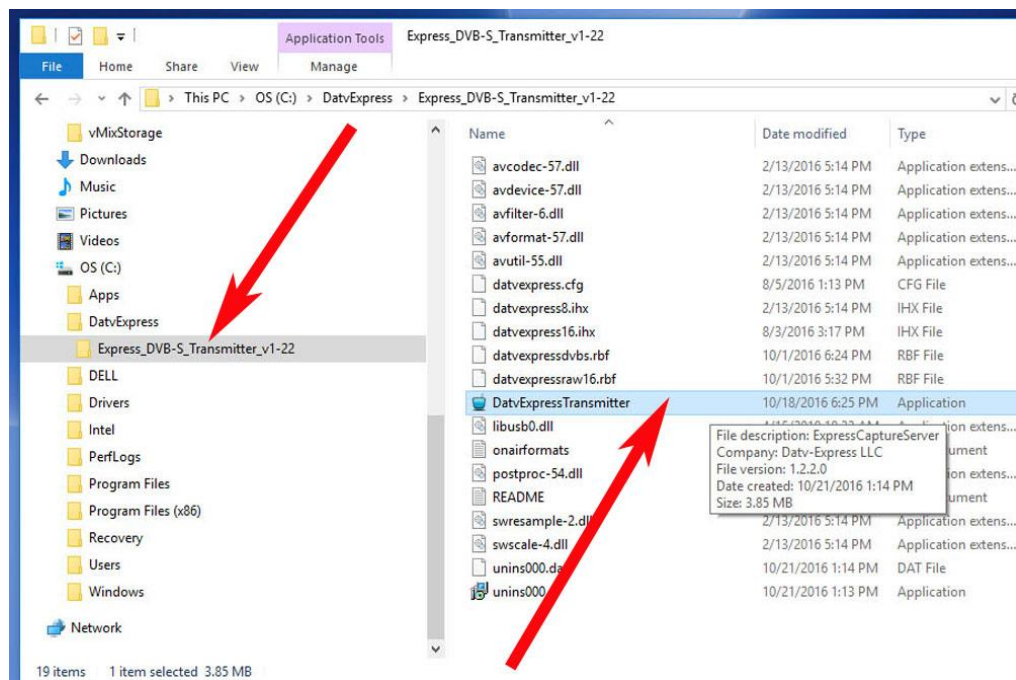 Application Tools Express_DVB-S_Transmitter_v1-22
File Home Share View Manage
This PC > OS (C:) > DatvExpress > Express_DVB-S_Transmitter_v1-22
vMixStorage
Downloads
Music
Pictures
Videos
OS (C:)
Apps
DatvExpress
Express_DVB-S_Transmitter_v1-22
DELL
Drivers
Intel
PerfLogs
Program Files
Program Files (x86)
Recovery
Users
Windows
Network
Name Date modified Type
avcodec-57.dll 2/13/2016 5:14 PM Application extens...
avdevice-57.dll 2/13/2016 5:14 PM Application extens...
avfilter-6.dll 2/13/2016 5:14 PM Application extens...
avformat-57.dll 2/13/2016 5:14 PM Application extens...
avutil-55.dll 2/13/2016 5:14 PM Application extens...
datvexpress.cfg 8/5/2016 1:13 PM CFG File
datvexpress8.ihx 2/13/2016 5:14 PM IHX File
datvexpress16.ihx 8/3/2016 3:17 PM IHX File
datvexpressdvbs.rbf 10/1/2016 6:24 PM RBF File
datvexpressraw16.rbf 10/1/2016 5:32 PM RBF File
DatvExpressTransmitter 10/18/2016 6:25 PM Application
libusb0.dll extens...
onairformats
postproc-54.dll extens...
README
swresample-2.dll 2/13/2016 5:14 PM Application extens...
swscale-4.dll 2/13/2016 5:14 PM Application extens...
unins000.da 10/21/2016 1:14 PM DAT File
unins000 10/21/2016 1:13 PM Application
File description: ExpressCaptureServer
Company: Datv-Express LLC
File version: 1.2.2.0
Date created: 10/21/2016 1:14 PM
Size: 3.85 MB
19 items 1 item selected 3.85 MB